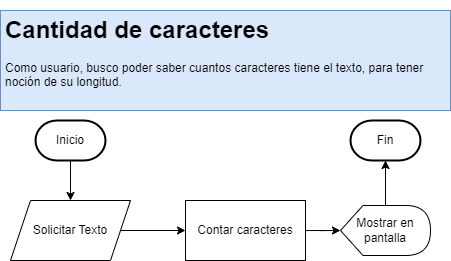 Cantidad de caracteres
Como usuario, busco poder saber cuantos caracteres tiene el texto, para tener
noción de su longitud.
Inicio
Fin
Solicitar Texto
Contar caracteres
Mostrar en
pantalla